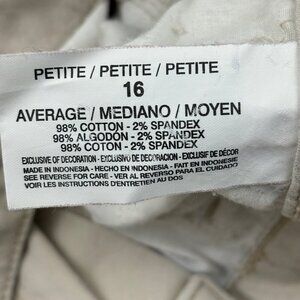 PETITE / PETITE / PETITE
16
AVERAGE / MEDIANO / MOYEN
98% COTTON - 2% SPANDEX
98% ALGODÓN - 2% SPANDEX
98% COTON - 2% SPANDEX
EXCLUSIVE OF DECORATION - EXCLUSIVO DE DECORACION - EXCLUSIF DE DÉCOR
MADE IN INDONESIA - HECHO EN INDONESIA - FAIT EN INDONESIA
SEE REVERSE FOR CARE - VER AL REVERSO PARA EL CUIDADO
VOIR LES INSTRUCTIONS D'ENTRETIEN AU DOS